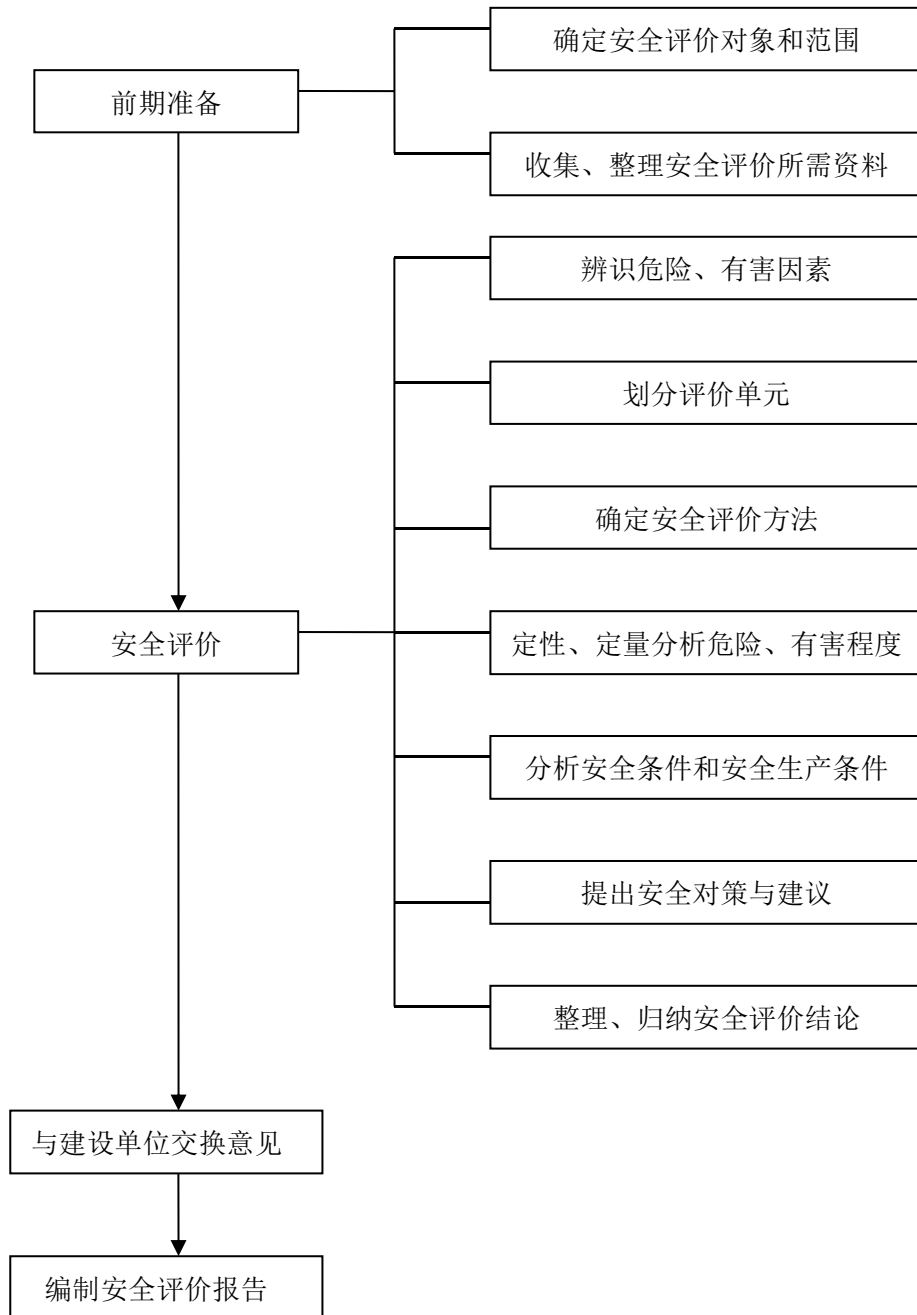 确定安全评价对象和范围
前期准备
收集、整理安全评价所需资料
辨识危险、有害因素
划分评价单元
确定安全评价方法
安全评价
定性、定量分析危险、有害程度
分析安全条件和安全生产条件
提出安全对策与建议
整理、归纳安全评价结论
与建设单位交换意见
编制安全评价报告